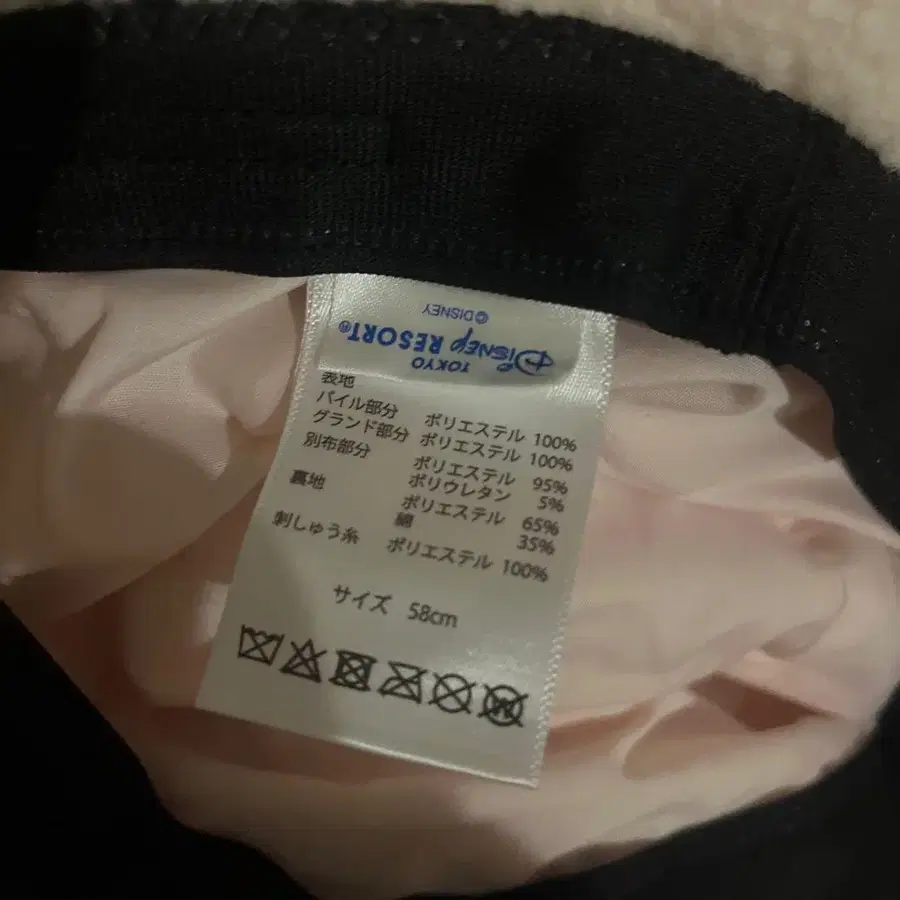 © DISNEY
TOKYO
DISNEY RESORT®
表地
パイル部分 ポリエステル 100%
グランド部分 ポリエステル 100%
別布部分 ポリエステル 95%
ポリウレタン 5%
裏地 ポリエステル 65%
綿 35%
刺しゅう糸 ポリエステル 100%
サイズ 58cm
W